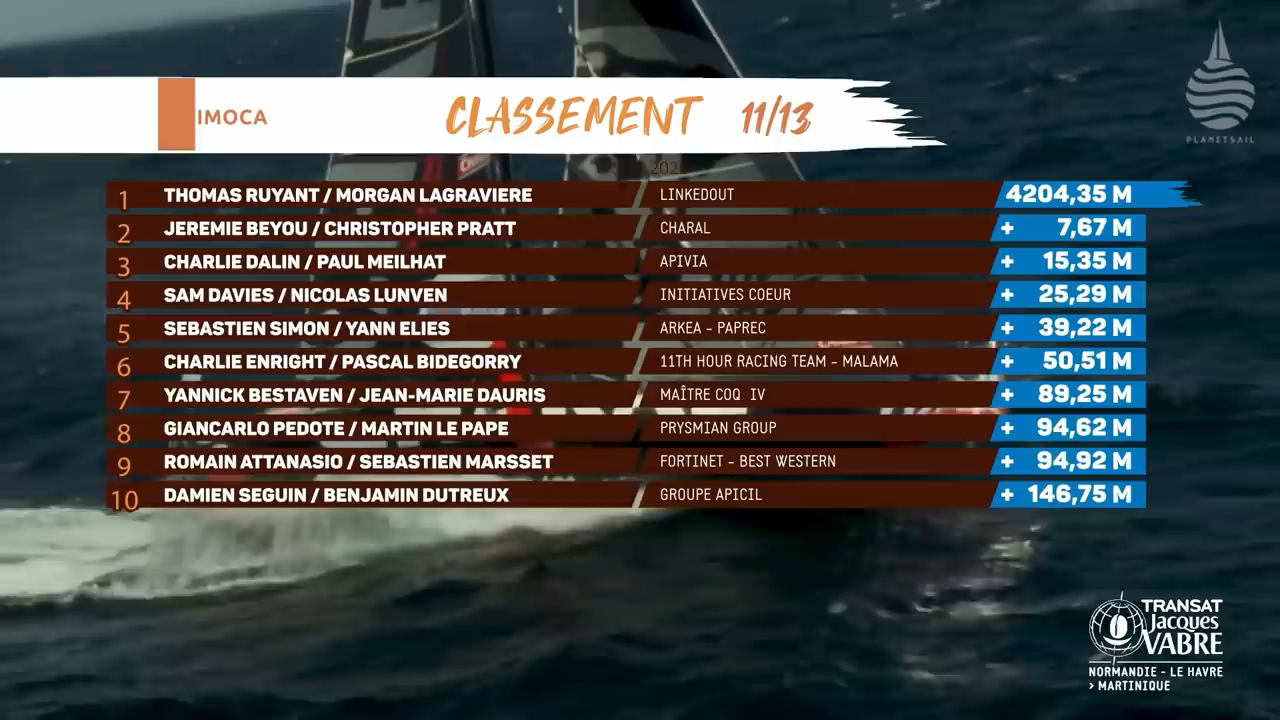 IMOCA CLASSEMENT 11/13
PLANETSAIL
202
1 THOMAS RUYANT / MORGAN LAGRAVIERE / LINKEDOUT 4204,35 M
2 JEREMIE BEYOU / CHRISTOPHER PRATT / CHARAL + 7,67 M
3 CHARLIE DALIN / PAUL MEILHAT / APIVIA + 15,35 M
4 SAM DAVIES / NICOLAS LUNVEN / INITIATIVES COEUR + 25,29 M
5 SEBASTIEN SIMON / YANN ELIES / ARKEA - PAPREC + 39,22 M
6 CHARLIE ENRIGHT / PASCAL BIDEGORRY / 11TH HOUR RACING TEAM - MALAMA + 50,51 M
7 YANNICK BESTAVEN / JEAN-MARIE DAURIS / MAÎTRE COQ IV + 89,25 M
8 GIANCARLO PEDOTE / MARTIN LE PAPE / PRYSMIAN GROUP + 94,62 M
9 ROMAIN ATTANASIO / SEBASTIEN MARSSET / FORTINET - BEST WESTERN + 94,92 M
10 DAMIEN SEGUIN / BENJAMIN DUTREUX / GROUPE APICIL + 146,75 M
TRANSAT
Jacques
VABRE
NORMANDIE - LE HAVRE
> MARTINIQUE